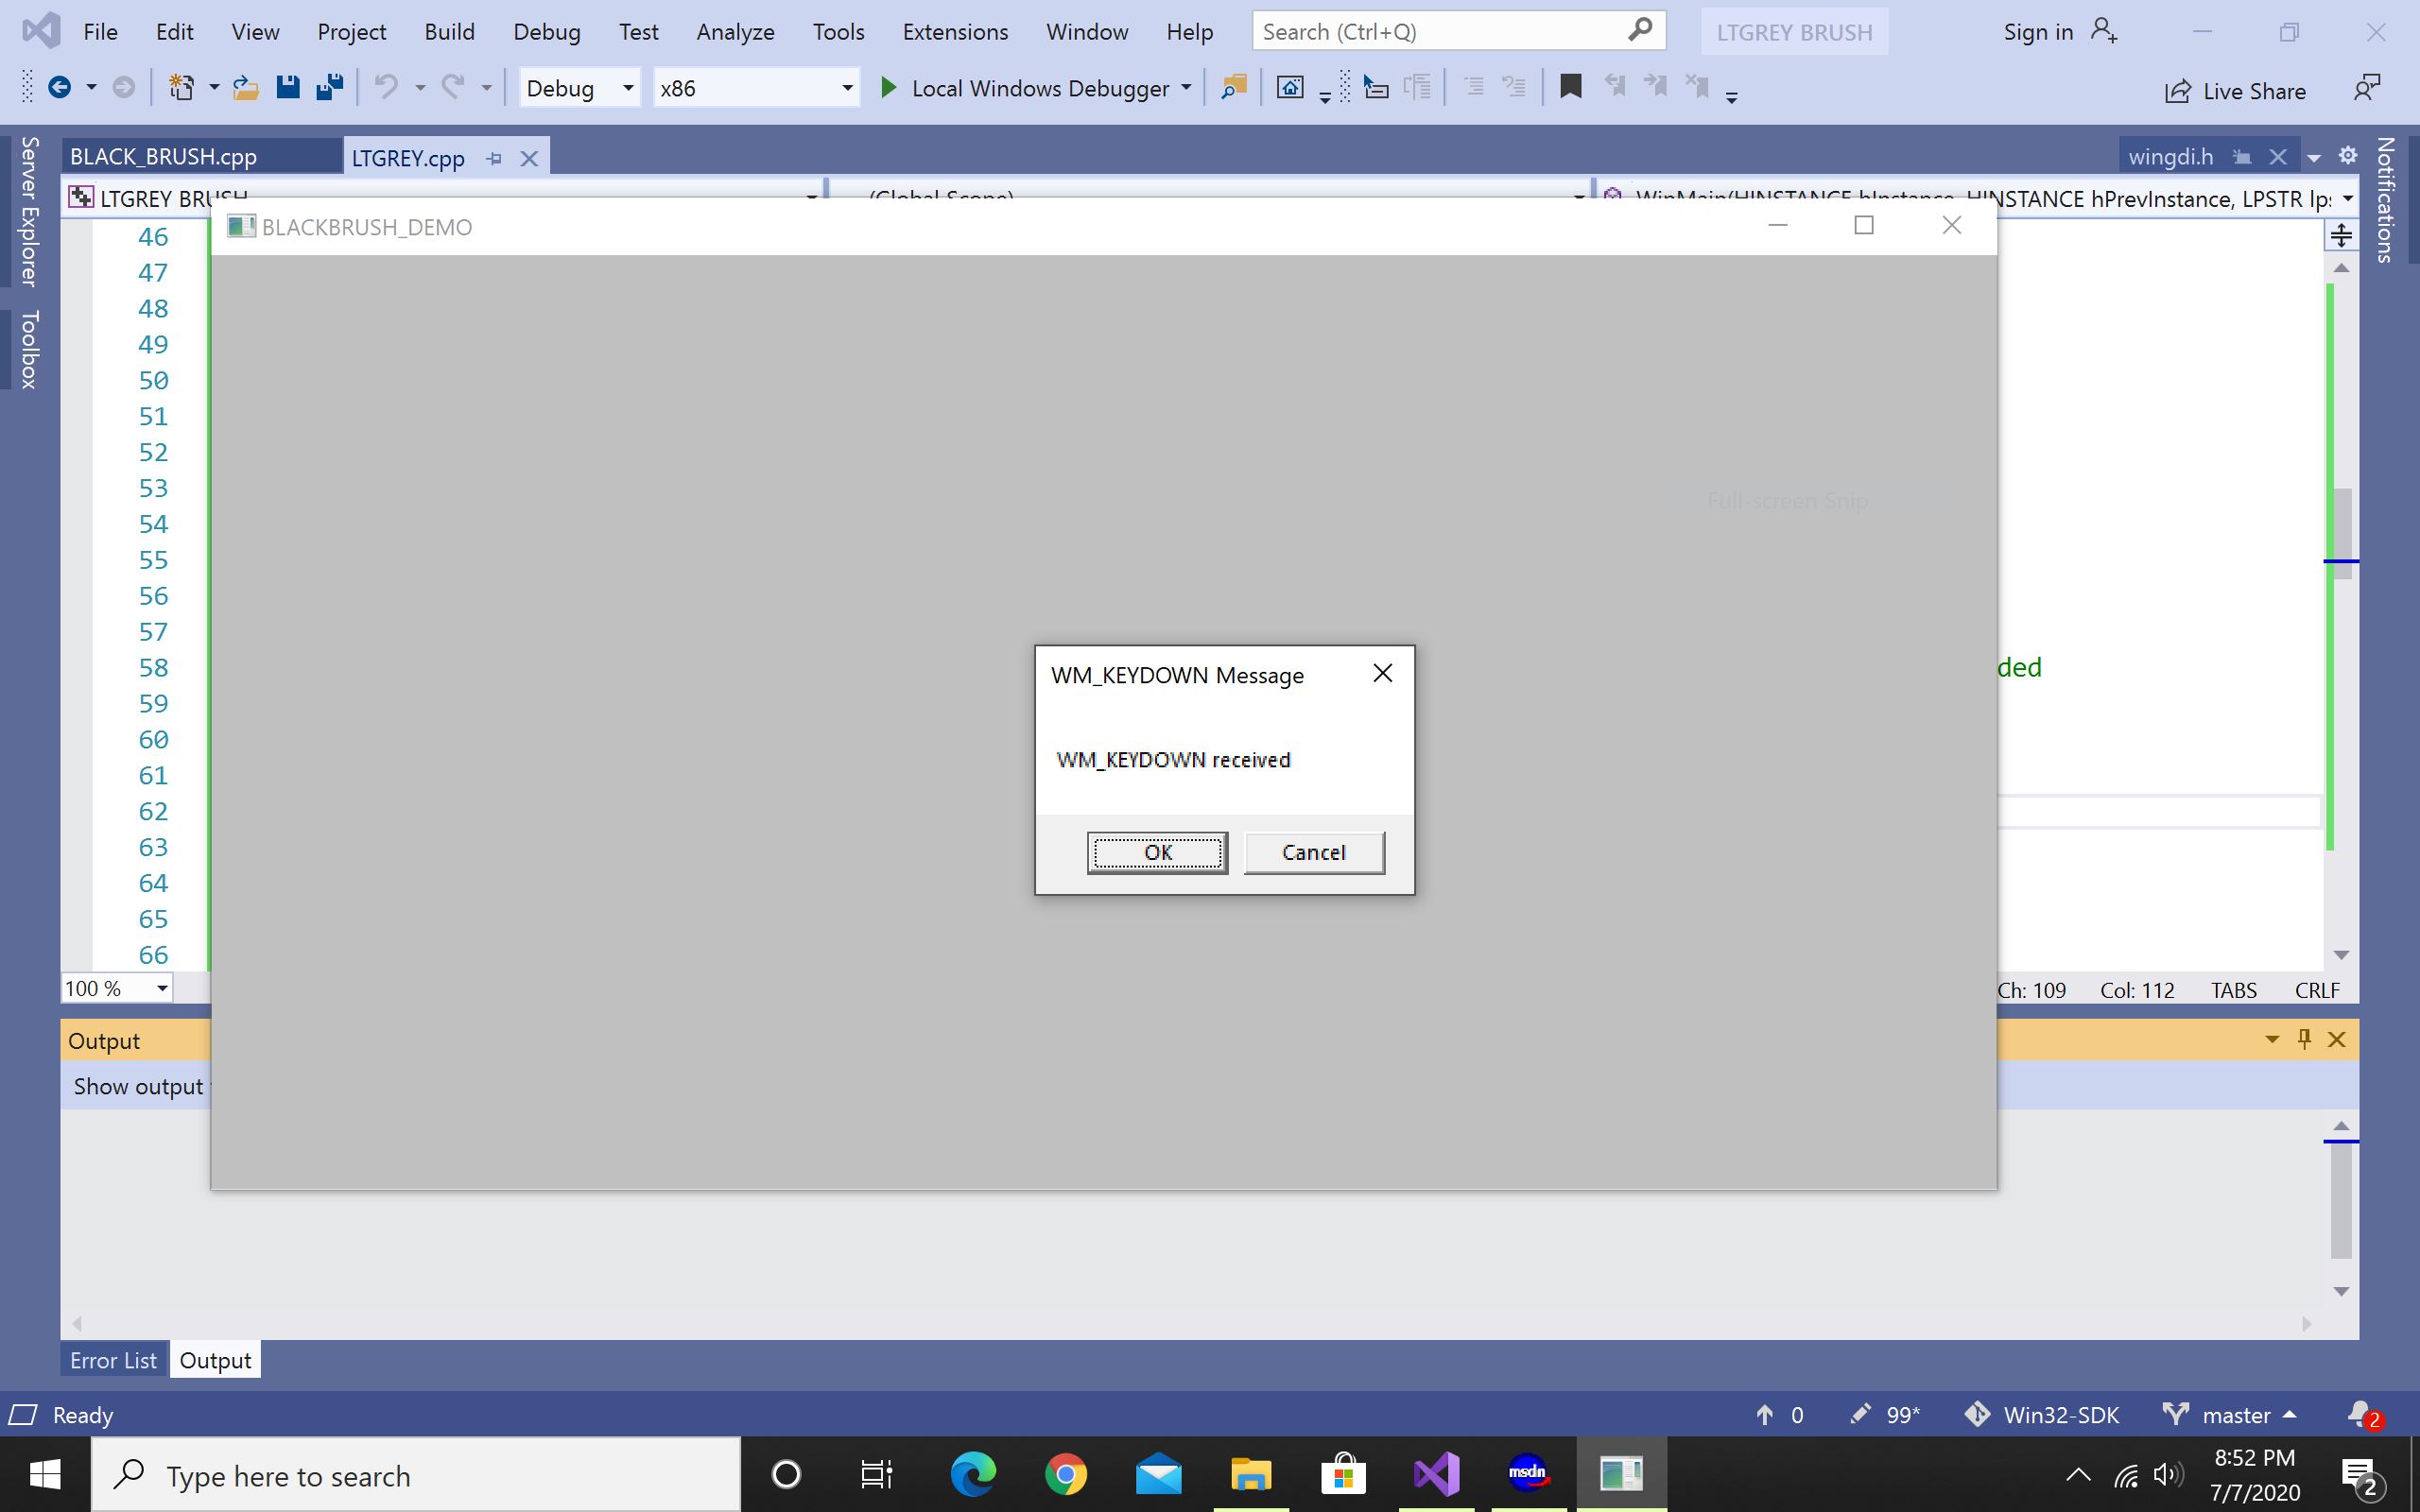 File Edit View Project Build Debug Test Analyze Tools Extensions Window Help Search (Ctrl+Q) LTGREY BRUSH Sign in
Debug x86 Local Windows Debugger Live Share
Server Explorer
Toolbox
BLACK_BRUSH.cpp LTGREY.cpp wingdi.h
Notifications
LTGREY BRUSH (Global Scope) WinMain(HINSTANCE hInstance, HINSTANCE hPrevInstance, LPSTR lp
BLACKBRUSH_DEMO
46
47
48
49
50
51
52
53
Full-screen Snip
54
55
56
57
58
ded
59
60
61
62
63
64
65
66
WM_KEYDOWN Message
WM_KEYDOWN received
OK Cancel
100 % Ch: 109 Col: 112 TABS CRLF
Output
Show output
Error List Output
Ready 0 99* Win32-SDK master 2
Type here to search msdn 8:52 PM
7/7/2020 2